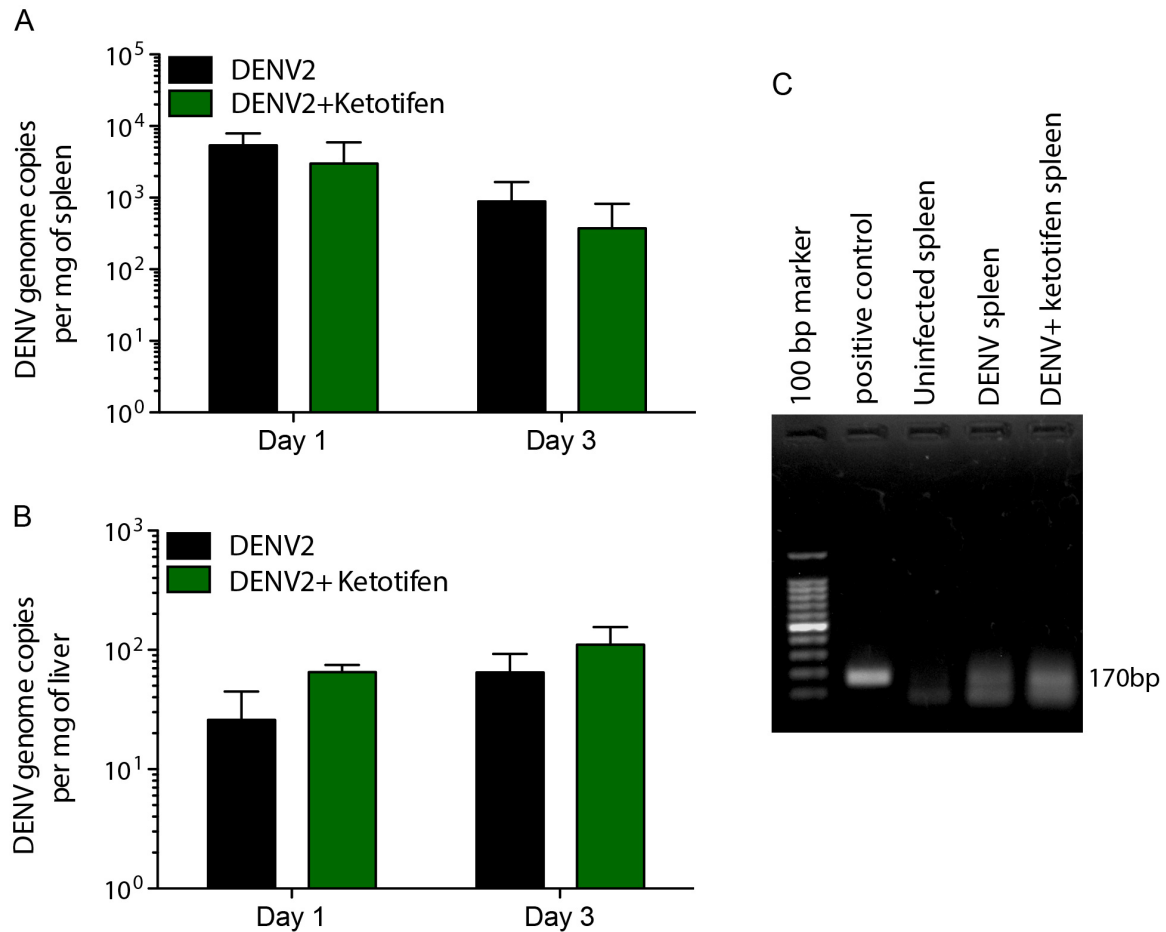 A
DENV genome copies
per mg of spleen
10^5
10^4
10^3
10^2
10^1
10^0
DENV2
DENV2+Ketotifen
Day 1
Day 3
B
DENV genome copies
per mg of liver
10^3
10^2
10^1
10^0
DENV2
DENV2+ Ketotifen
Day 1
Day 3
C
100 bp marker
positive control
Uninfected spleen
DENV spleen
DENV+ ketotifen spleen
170bp